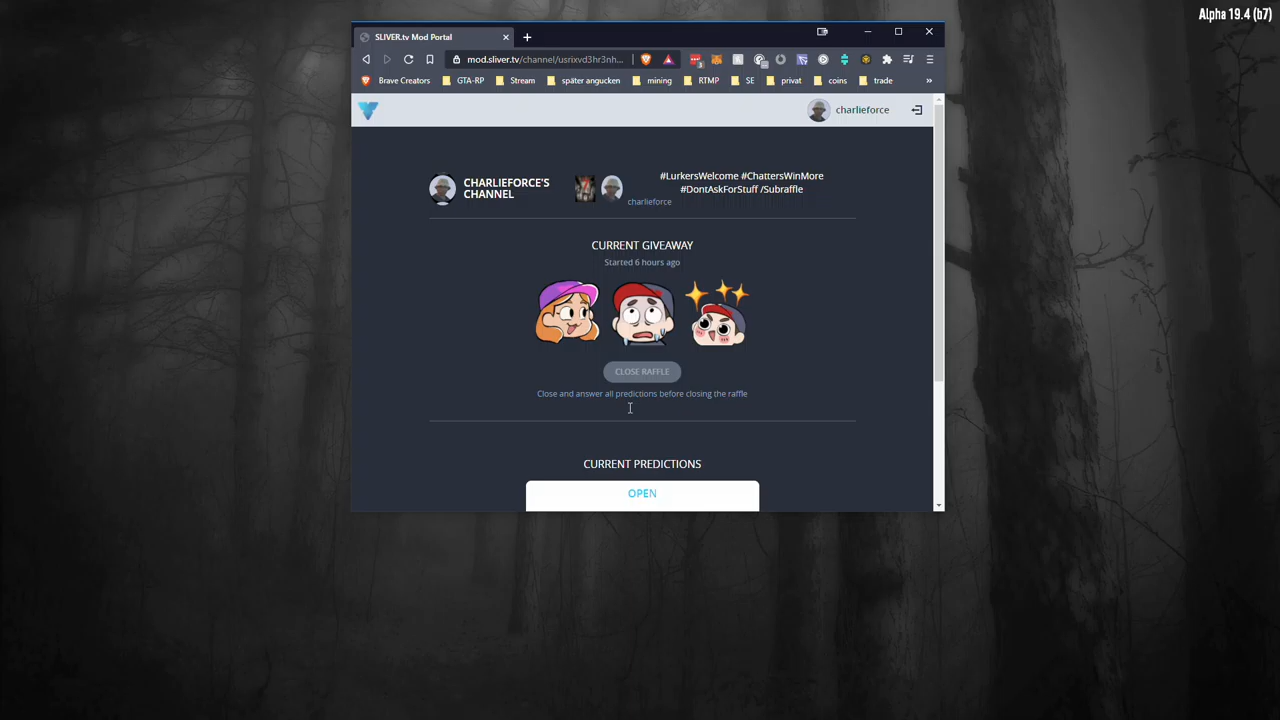 Alpha 19.4 (b7)
SLIVER.tv Mod Portal
mod.sliver.tv/channel/usrixvd3hr3nh...
Brave Creators GTA-RP Stream später angucken mining RTMP SE privat coins trade »
charlieforce
CHARLIEFORCE'S
CHANNEL
#LurkersWelcome #ChattersWinMore
#DontAskForStuff /Subraffle
charlieforce
CURRENT GIVEAWAY
Started 6 hours ago
CLOSE RAFFLE
Close and answer all predictions before closing the raffle
CURRENT PREDICTIONS
OPEN